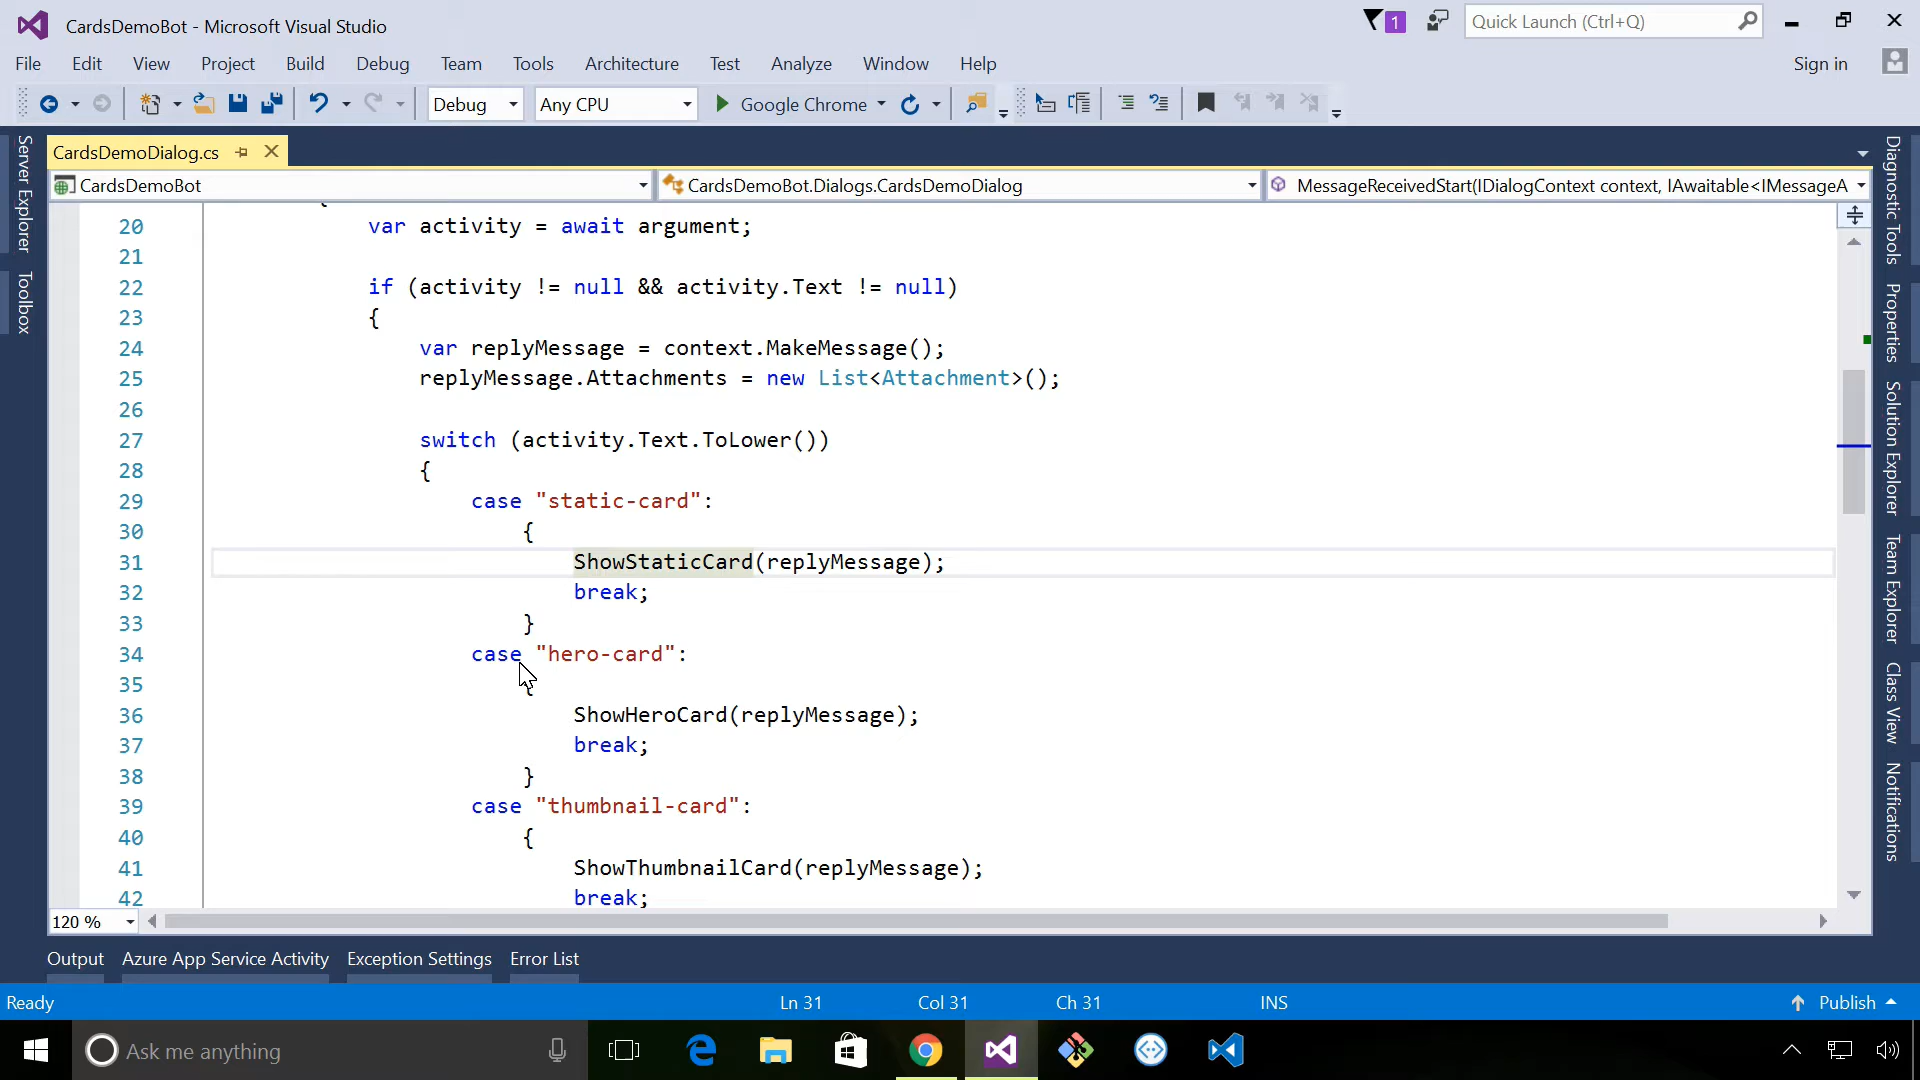 CardsDemoBot - Microsoft Visual Studio
1
Quick Launch (Ctrl+Q)
File Edit View Project Build Debug Team Tools Architecture Test Analyze Window Help
Sign in
Debug Any CPU Google Chrome
CardsDemoDialog.cs
CardsDemoBot
CardsDemoBot.Dialogs.CardsDemoDialog
MessageReceivedStart(IDialogContext context, IAwaitable<IMessageA
Server Explorer
Toolbox
20 var activity = await argument;
21
22 if (activity != null && activity.Text != null)
23 {
24 var replyMessage = context.MakeMessage();
25 replyMessage.Attachments = new List<Attachment>();
26
27 switch (activity.Text.ToLower())
28 {
29 case "static-card":
30 {
31 ShowStaticCard(replyMessage);
32 break;
33 }
34 case "hero-card":
35 {
36 ShowHeroCard(replyMessage);
37 break;
38 }
39 case "thumbnail-card":
40 {
41 ShowThumbnailCard(replyMessage);
42 break;
Diagnostic Tools
Properties
Solution Explorer
Team Explorer
Class View
Notifications
120 %
Output Azure App Service Activity Exception Settings Error List
Ready Ln 31 Col 31 Ch 31 INS Publish
Ask me anything